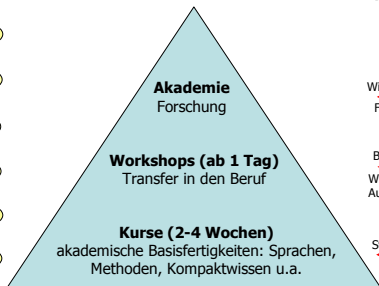 Akademie
Forschung
Workshops (ab 1 Tag)
Transfer in den Beruf
Kurse (2-4 Wochen)
akademische Basisfertigkeiten: Sprachen,
Methoden, Kompaktwissen u.a.